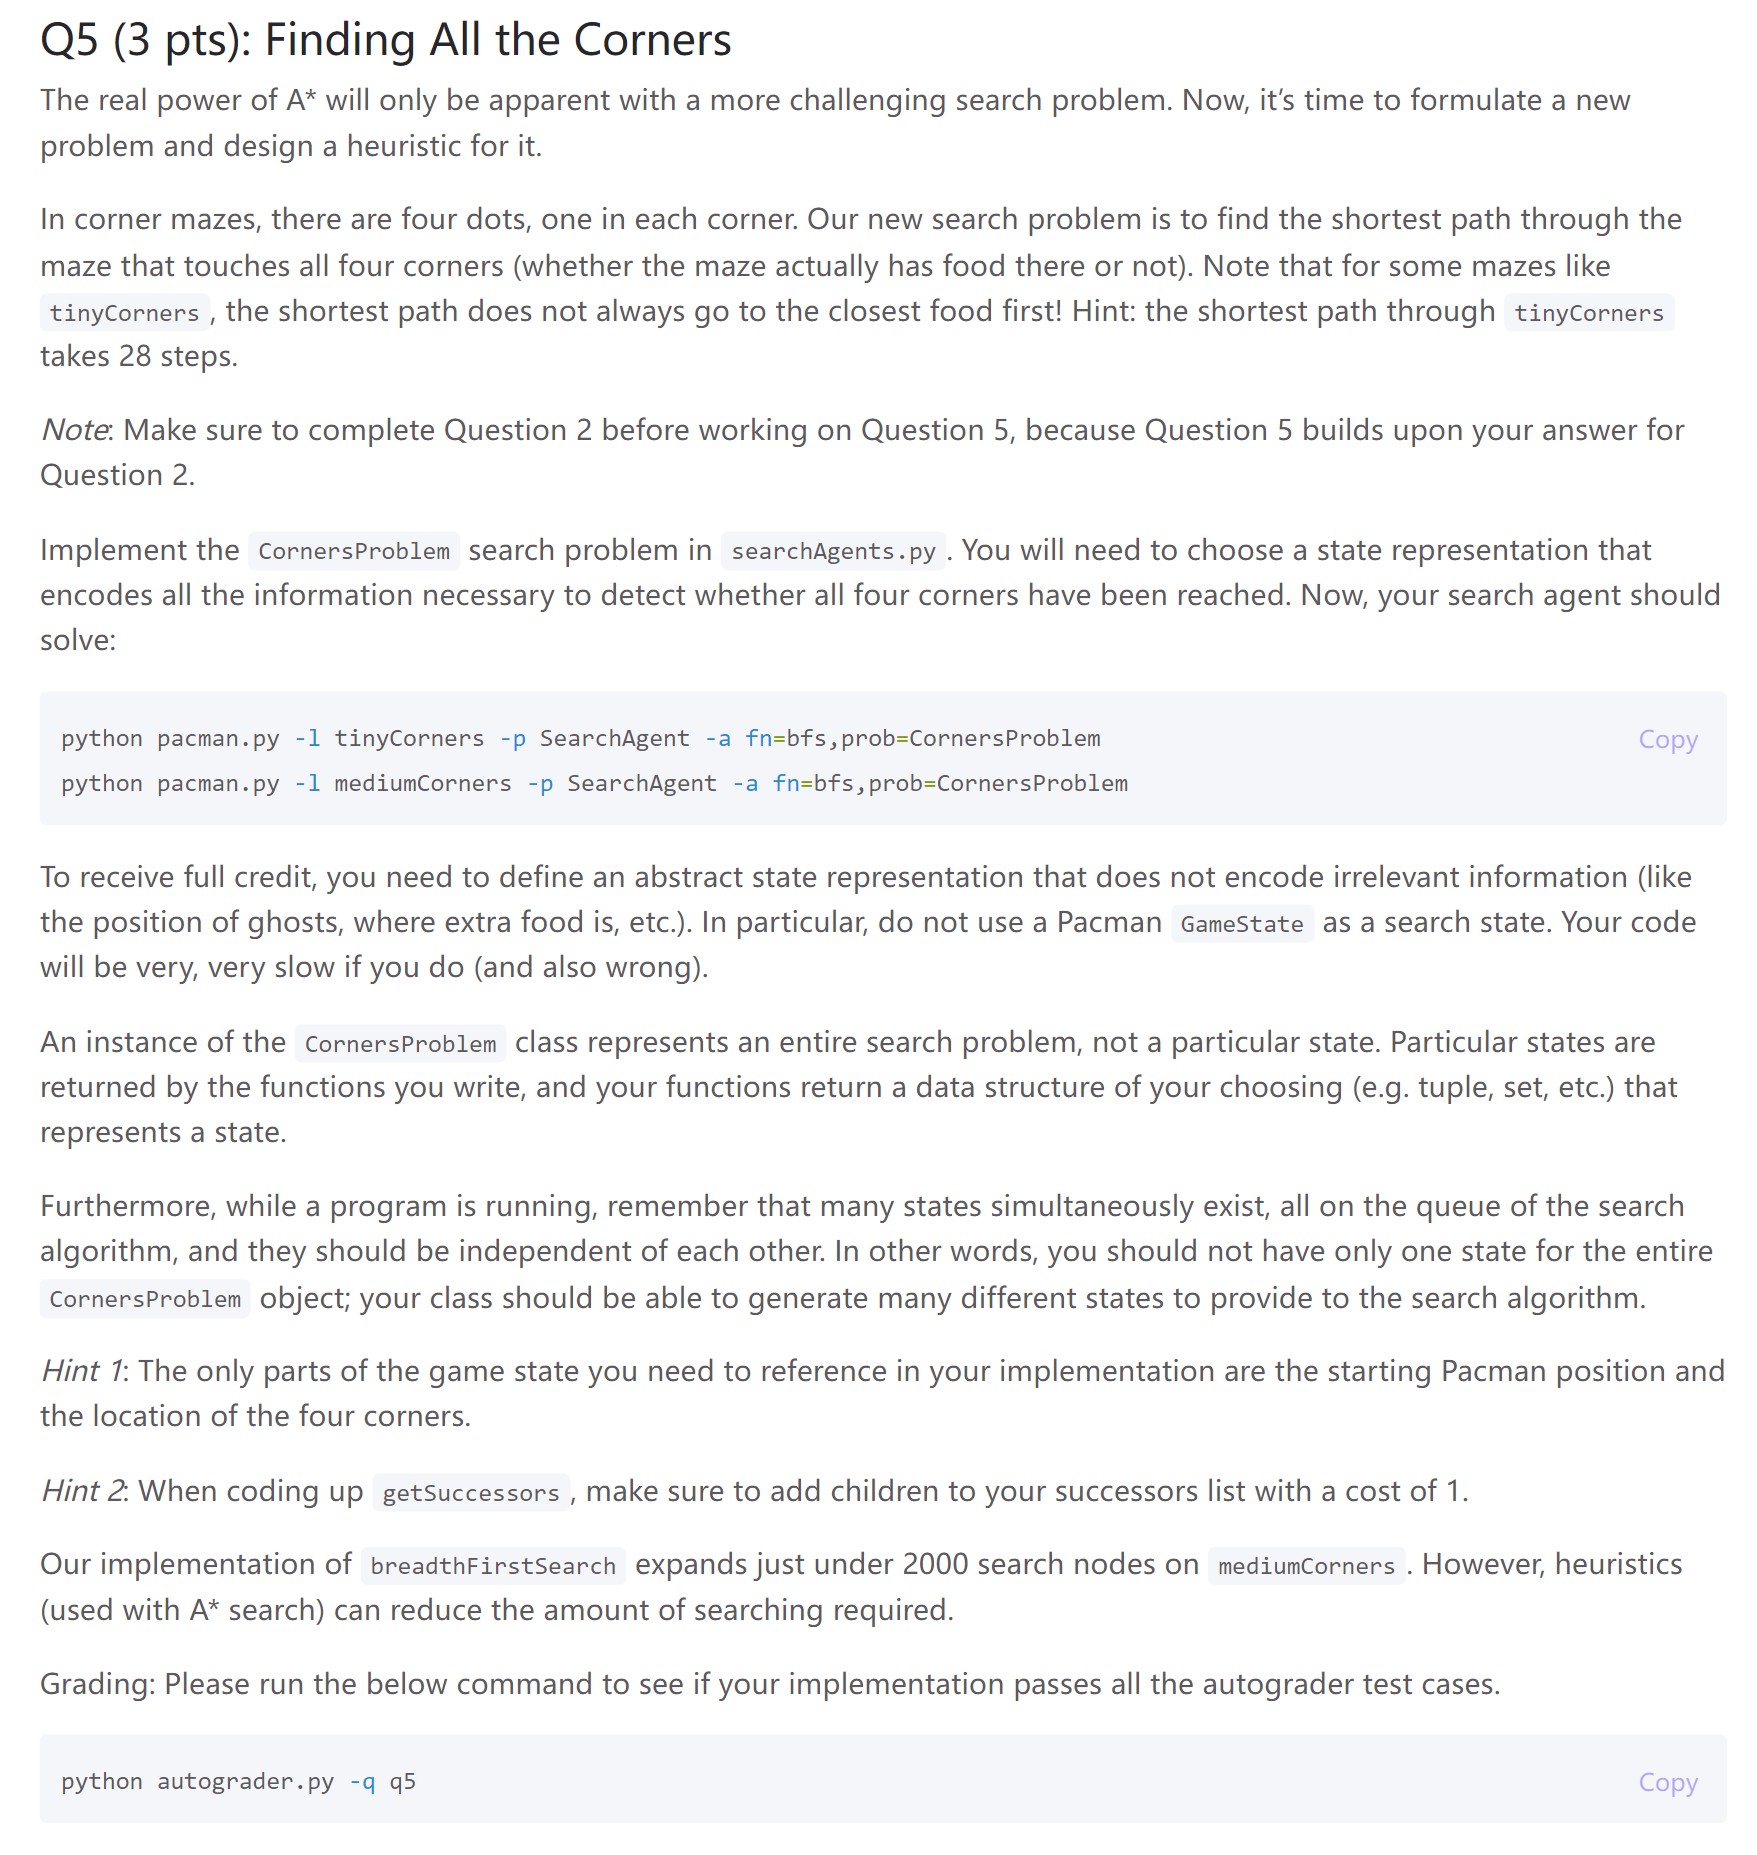 Q5 (3 pts): Finding All the Corners
The real power of A* will only be apparent with a more challenging search problem. Now, it’s time to formulate a new
problem and design a heuristic for it.
In corner mazes, there are four dots, one in each corner. Our new search problem is to find the shortest path through the
maze that touches all four corners (whether the maze actually has food there or not). Note that for some mazes like
tinyCorners , the shortest path does not always go to the closest food first! Hint: the shortest path through tinyCorners
takes 28 steps.
Note: Make sure to complete Question 2 before working on Question 5, because Question 5 builds upon your answer for
Question 2.
Implement the CornersProblem search problem in searchAgents.py . You will need to choose a state representation that
encodes all the information necessary to detect whether all four corners have been reached. Now, your search agent should
solve:
python pacman.py -l tinyCorners -p SearchAgent -a fn=bfs,prob=CornersProblem Copy
python pacman.py -l mediumCorners -p SearchAgent -a fn=bfs,prob=CornersProblem
To receive full credit, you need to define an abstract state representation that does not encode irrelevant information (like
the position of ghosts, where extra food is, etc.). In particular, do not use a Pacman GameState as a search state. Your code
will be very, very slow if you do (and also wrong).
An instance of the CornersProblem class represents an entire search problem, not a particular state. Particular states are
returned by the functions you write, and your functions return a data structure of your choosing (e.g. tuple, set, etc.) that
represents a state.
Furthermore, while a program is running, remember that many states simultaneously exist, all on the queue of the search
algorithm, and they should be independent of each other. In other words, you should not have only one state for the entire
CornersProblem object; your class should be able to generate many different states to provide to the search algorithm.
Hint 1: The only parts of the game state you need to reference in your implementation are the starting Pacman position and
the location of the four corners.
Hint 2: When coding up getSuccessors , make sure to add children to your successors list with a cost of 1.
Our implementation of breadthFirstSearch expands just under 2000 search nodes on mediumCorners . However, heuristics
(used with A* search) can reduce the amount of searching required.
Grading: Please run the below command to see if your implementation passes all the autograder test cases.
python autograder.py -q q5 Copy